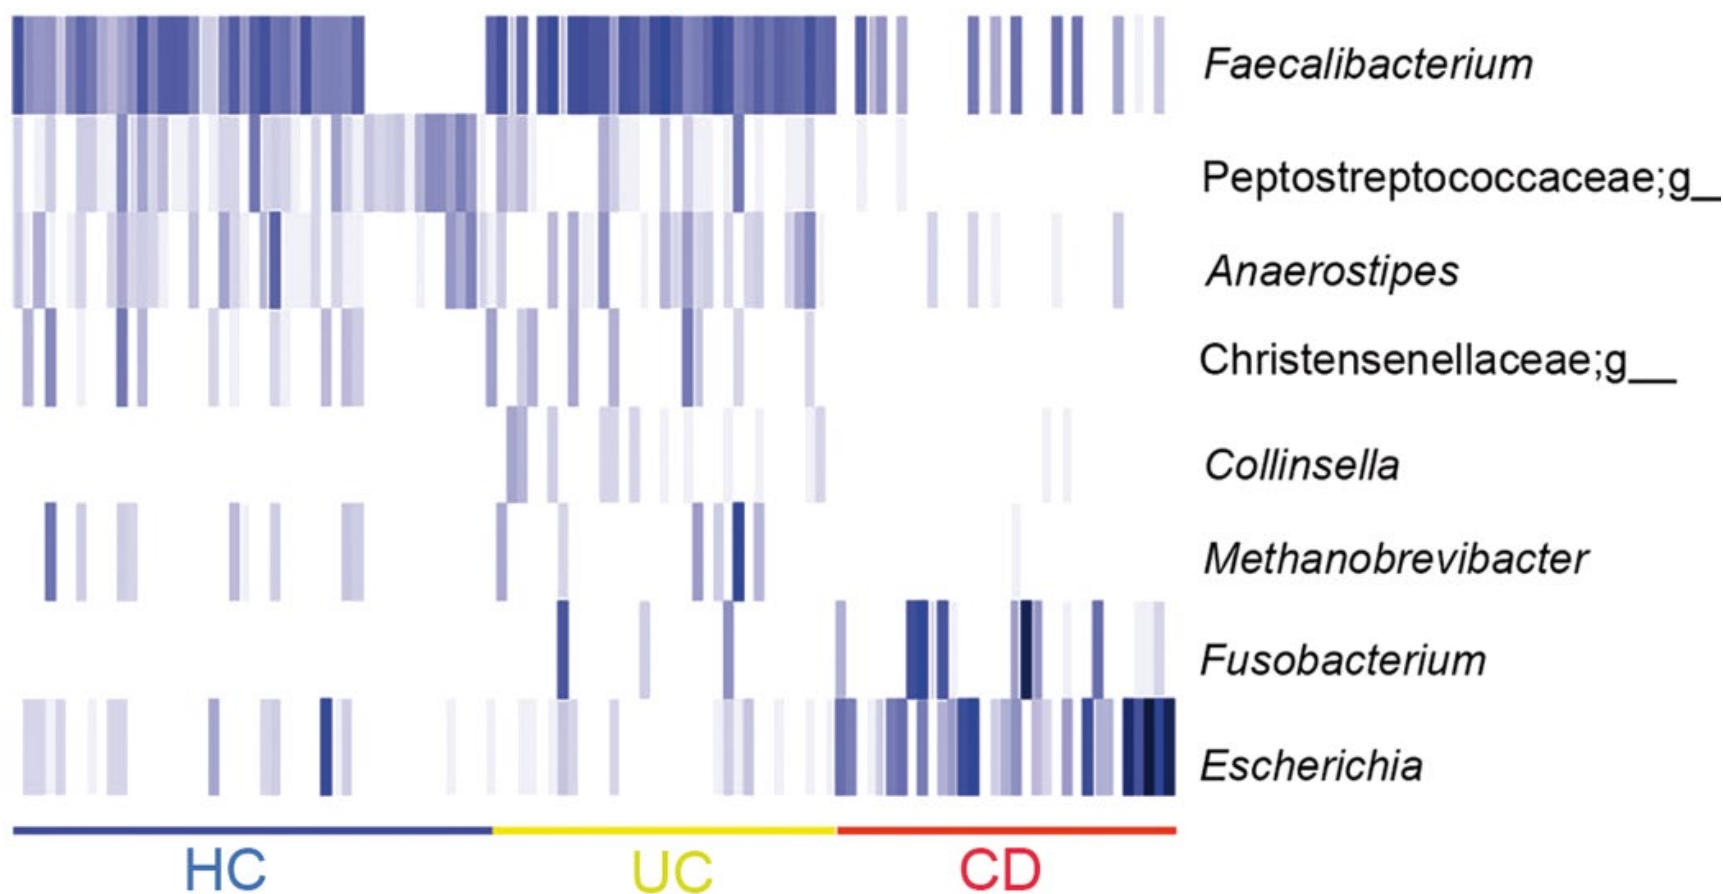 Faecalibacterium
Peptostreptococcaceae;g__
Anaerostipes
Christensenellaceae;g__
Collinsella
Methanobrevibacter
Fusobacterium
Escherichia
HC UC CD